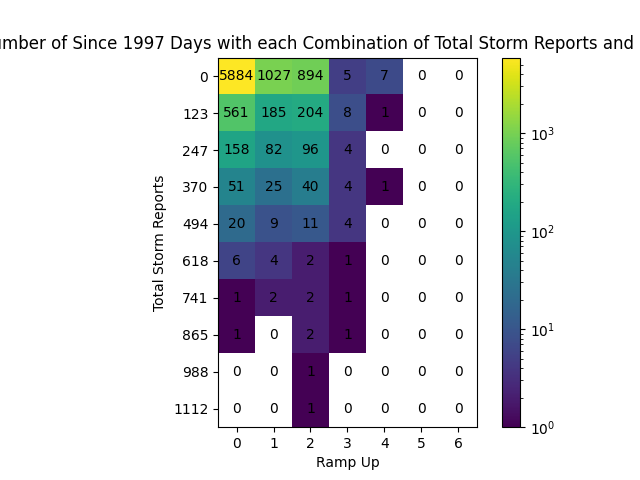 of Since 1997 Days with each Combination of Total Storm Reports and
0 5884 1027 894 5 7 0 0
123 561 185 204 8 1 0 0
247 158 82 96 4 0 0 0
370 51 25 40 4 1 0 0
494 20 9 11 4 0 0 0
618 6 4 2 1 0 0 0
741 1 2 2 1 0 0 0
865 1 0 2 1 0 0 0
988 0 0 1 0 0 0 0
1112 0 0 1 0 0 0 0
0 1 2 3 4 5 6
Ramp Up
Total Storm Reports
10³
10²
10¹
10⁰